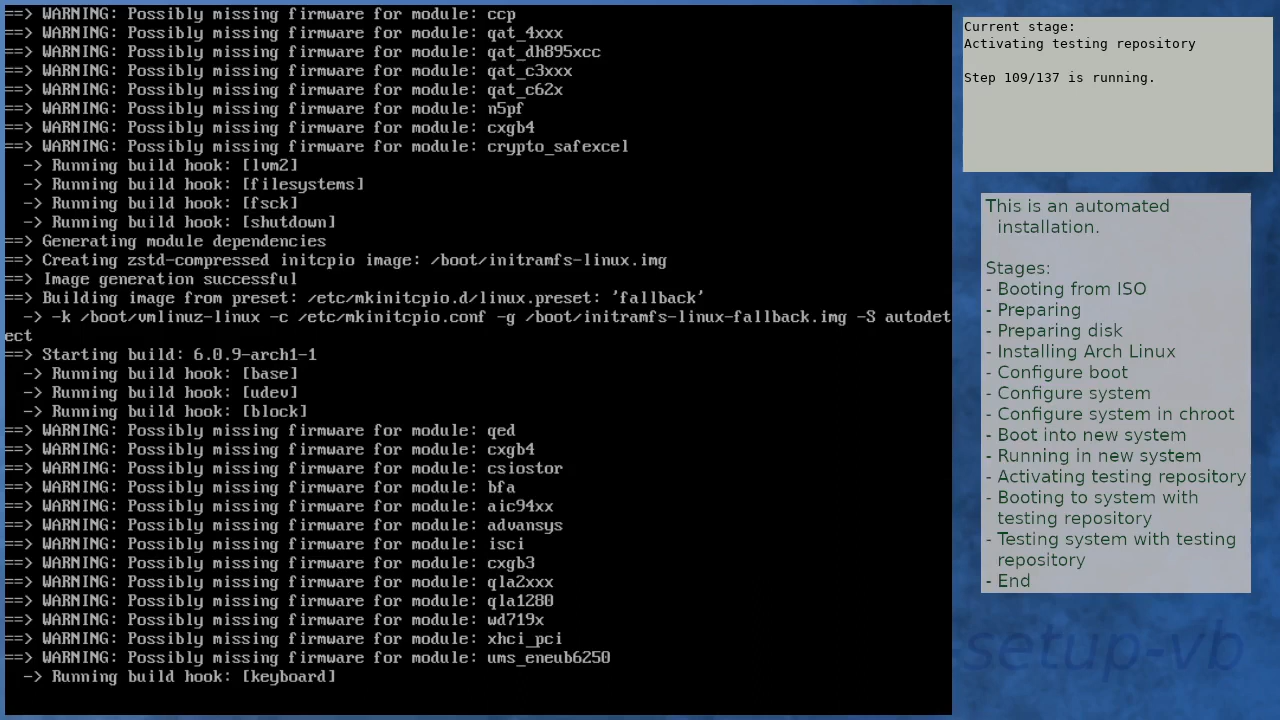 ==> WARNING: Possibly missing firmware for module: ccp
==> WARNING: Possibly missing firmware for module: qat_4xxx
==> WARNING: Possibly missing firmware for module: qat_dh895xcc
==> WARNING: Possibly missing firmware for module: qat_c3xxx
==> WARNING: Possibly missing firmware for module: qat_c62x
==> WARNING: Possibly missing firmware for module: n5pf
==> WARNING: Possibly missing firmware for module: cxgb4
==> WARNING: Possibly missing firmware for module: crypto_safexcel
  -> Running build hook: [lvm2]
  -> Running build hook: [filesystems]
  -> Running build hook: [fsck]
  -> Running build hook: [shutdown]
==> Generating module dependencies
==> Creating zstd-compressed initcpio image: /boot/initramfs-linux.img
==> Image generation successful
==> Building image from preset: /etc/mkinitcpio.d/linux.preset: 'fallback'
  -> -k /boot/vmlinuz-linux -c /etc/mkinitcpio.conf -g /boot/initramfs-linux-fallback.img -S autodet
ect
==> Starting build: 6.0.9-arch1-1
  -> Running build hook: [base]
  -> Running build hook: [udev]
  -> Running build hook: [block]
==> WARNING: Possibly missing firmware for module: qed
==> WARNING: Possibly missing firmware for module: cxgb4
==> WARNING: Possibly missing firmware for module: csiostor
==> WARNING: Possibly missing firmware for module: bfa
==> WARNING: Possibly missing firmware for module: aic94xx
==> WARNING: Possibly missing firmware for module: advansys
==> WARNING: Possibly missing firmware for module: isci
==> WARNING: Possibly missing firmware for module: cxgb3
==> WARNING: Possibly missing firmware for module: qla2xxx
==> WARNING: Possibly missing firmware for module: qla1280
==> WARNING: Possibly missing firmware for module: wd719x
==> WARNING: Possibly missing firmware for module: xhci_pci
==> WARNING: Possibly missing firmware for module: ums_eneub6250
  -> Running build hook: [keyboard]
Current stage:
Activating testing repository
Step 109/137 is running.
This is an automated
installation.
Stages:
- Booting from ISO
- Preparing
- Preparing disk
- Installing Arch Linux
- Configure boot
- Configure system
- Configure system in chroot
- Boot into new system
- Running in new system
- Activating testing repository
- Booting to system with
testing repository
- Testing system with testing
repository
- End
setup-vb